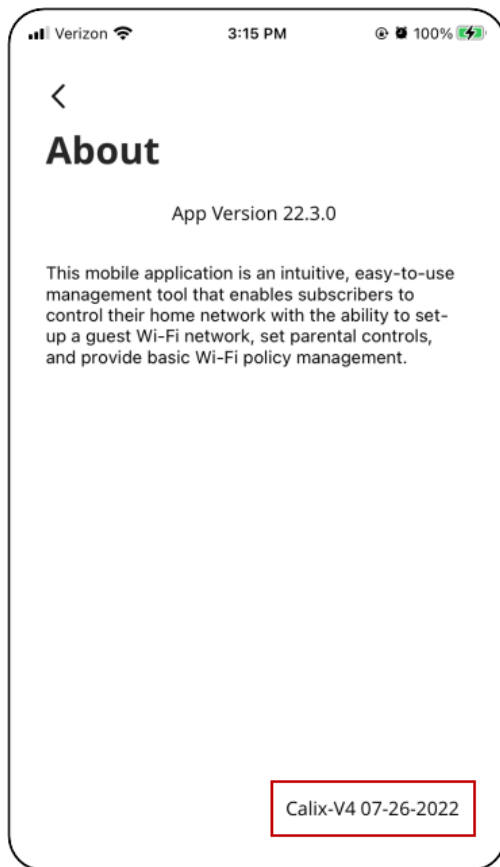 Verizon 3:15 PM 100%
About
App Version 22.3.0
This mobile application is an intuitive, easy-to-use
management tool that enables subscribers to
control their home network with the ability to set-
up a guest Wi-Fi network, set parental controls,
and provide basic Wi-Fi policy management.
Calix-V4 07-26-2022